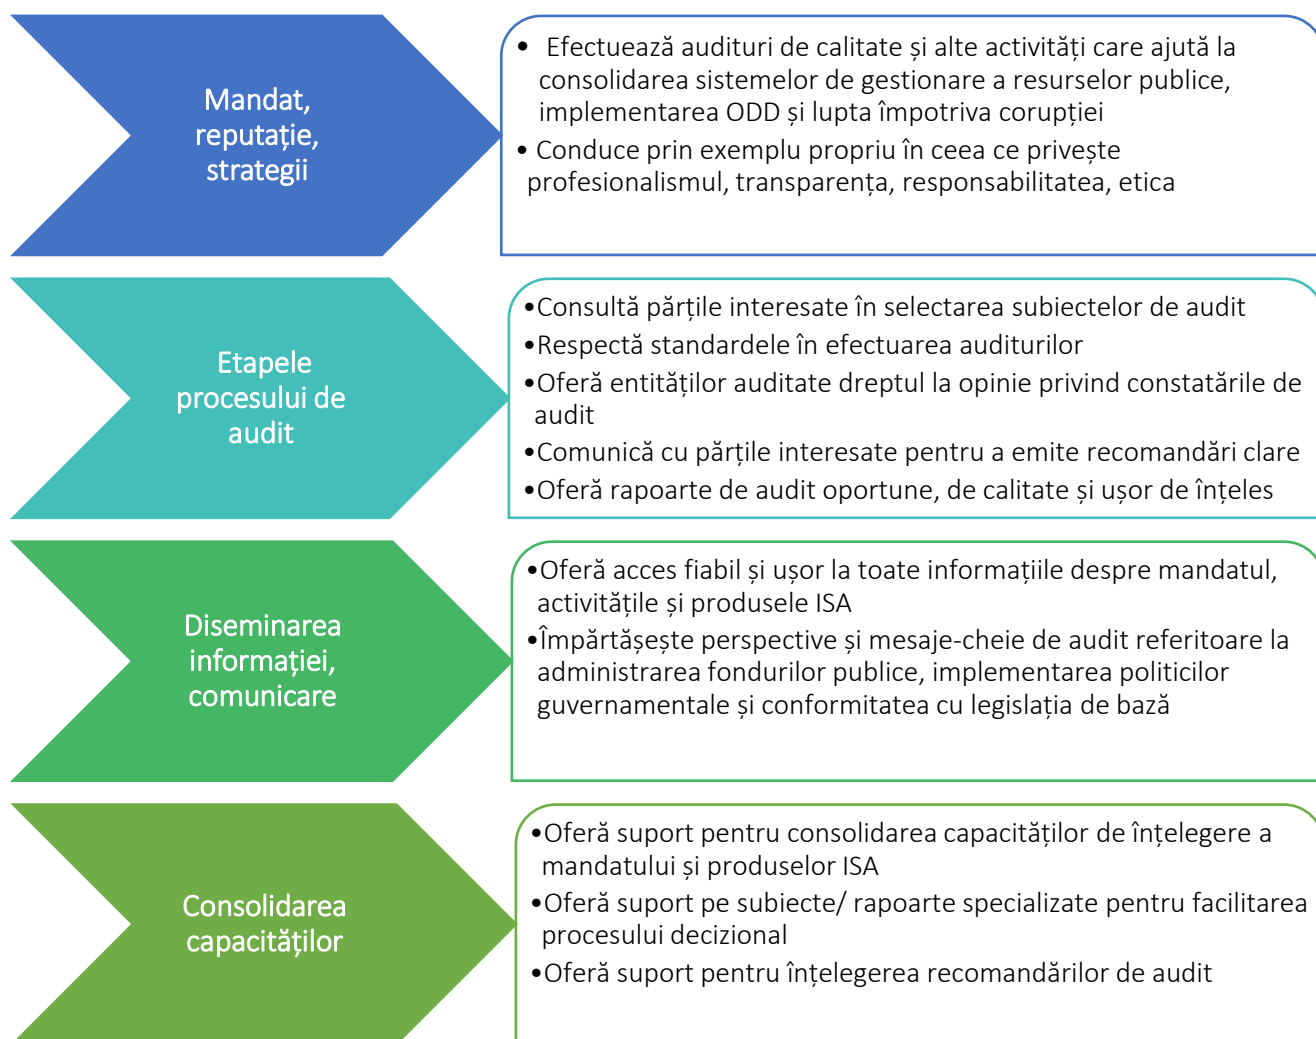 Mandat,
reputație,
strategii
• Efectuează audituri de calitate și alte activități care ajută la
consolidarea sistemelor de gestionare a resurselor publice,
implementarea ODD și lupta împotriva corupției
• Conduce prin exemplu propriu în ceea ce privește
profesionalismul, transparența, responsabilitatea, etica
Etapele
procesului de
audit
•Consultă părțile interesate în selectarea subiectelor de audit
•Respectă standardele în efectuarea auditurilor
•Oferă entităților auditate dreptul la opinie privind constatările de
audit
•Comunică cu părțile interesate pentru a emite recomandări clare
•Oferă rapoarte de audit oportune, de calitate și ușor de înțeles
Diseminarea
informației,
comunicare
•Oferă acces fiabil și ușor la toate informațiile despre mandatul,
activitățile și produsele ISA
•Împărtășește perspective și mesaje-cheie de audit referitoare la
administrarea fondurilor publice, implementarea politicilor
guvernamentale și conformitatea cu legislația de bază
Consolidarea
capacităților
•Oferă suport pentru consolidarea capacităților de înțelegere a
mandatului și produselor ISA
•Oferă suport pe subiecte/ rapoarte specializate pentru facilitarea
procesului decizional
•Oferă suport pentru înțelegerea recomandărilor de audit